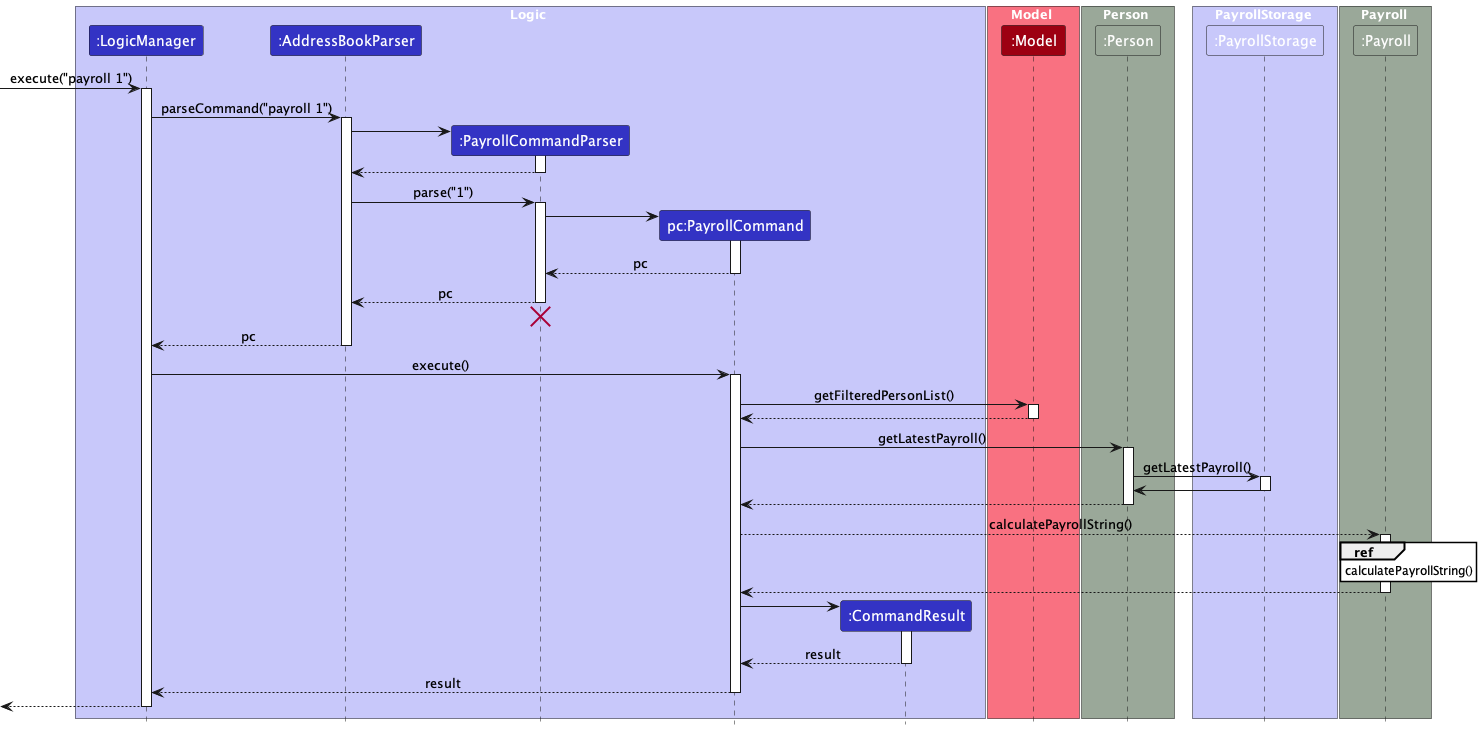 Logic
Model
Person
PayrollStorage
Payroll
:LogicManager
:AddressBookParser
:Model
:Person
:PayrollStorage
:Payroll
execute("payroll 1")
parseCommand("payroll 1")
:PayrollCommandParser
parse("1")
pc:PayrollCommand
pc
pc
pc
execute()
getFilteredPersonList()
getLatestPayroll()
getLatestPayroll()
calculatePayrollString()
ref
calculatePayrollString()
:CommandResult
result
result